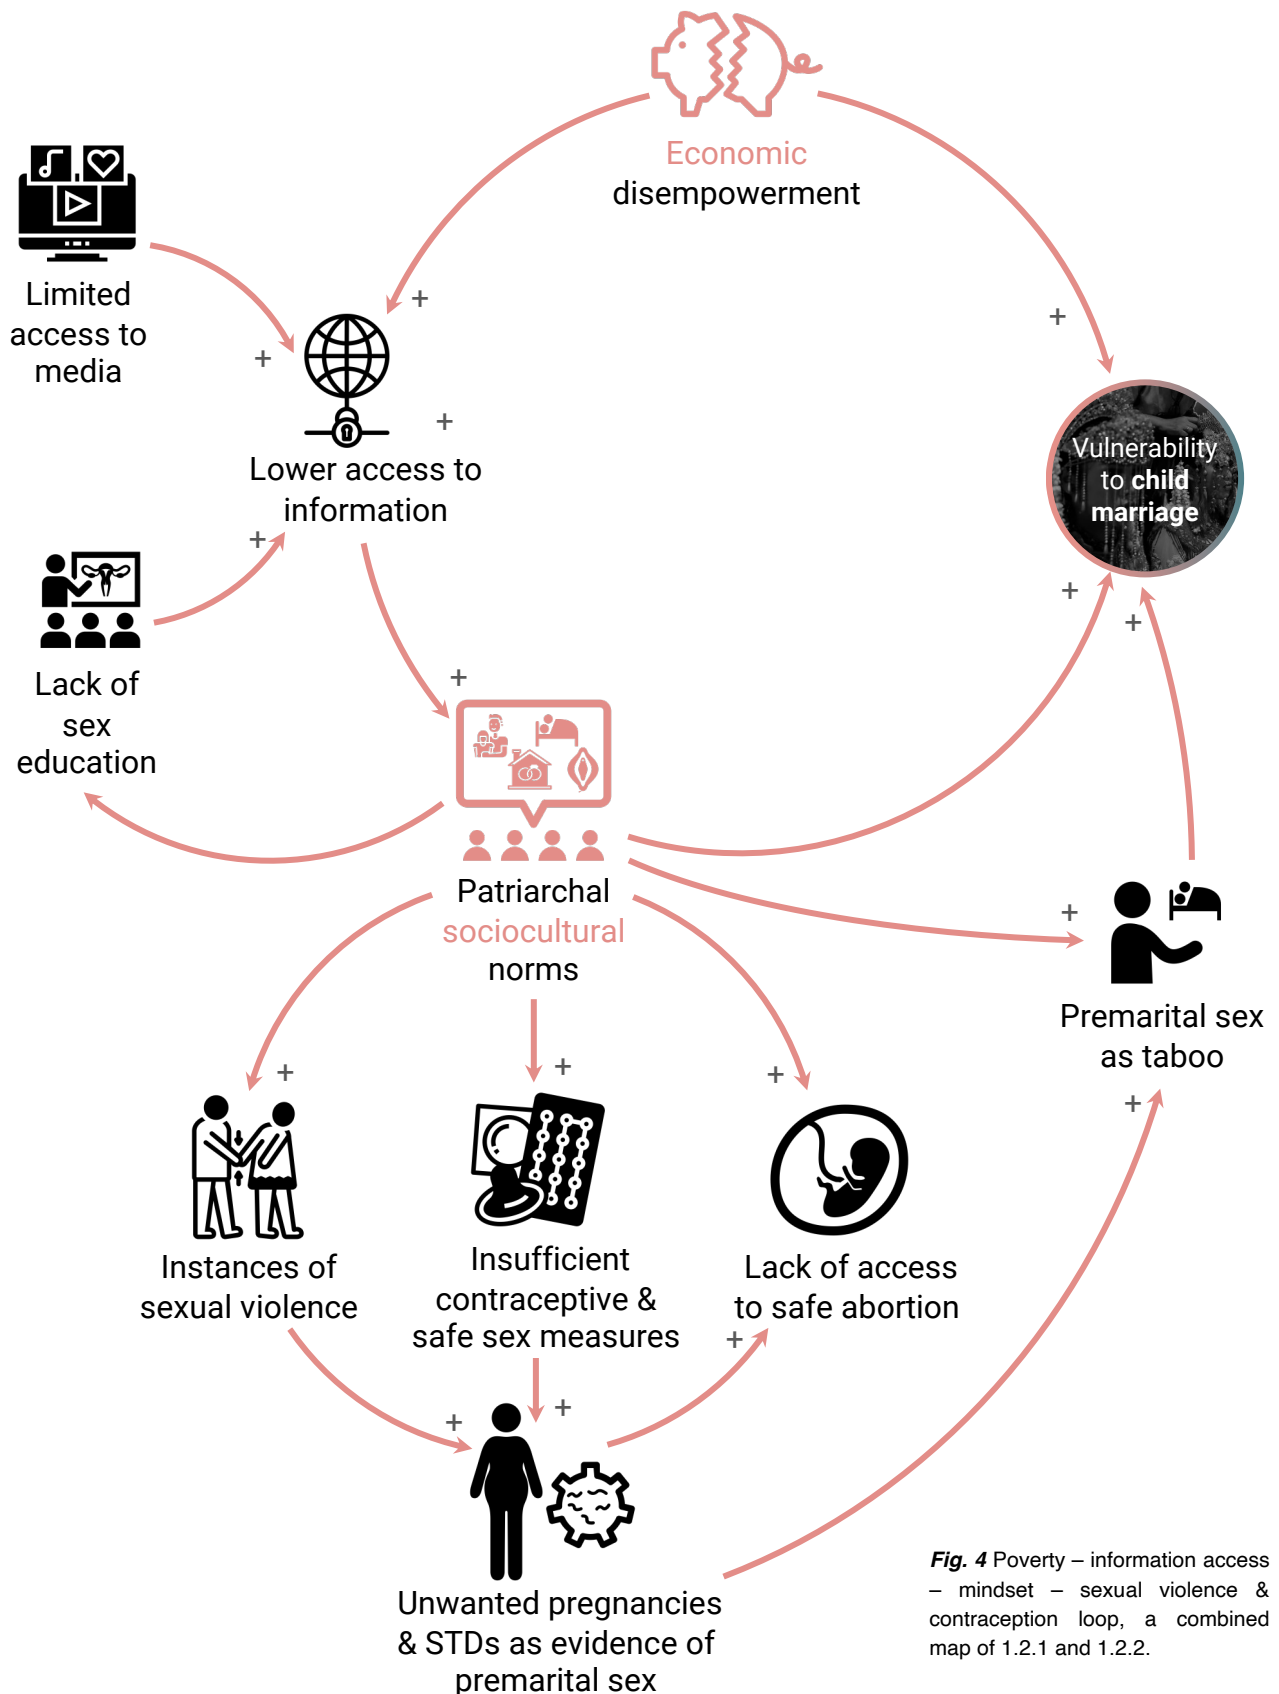 Economic
disempowerment
Limited
access to
media
+
+
+
+
Lower access to
information
Vulnerability
to child
marriage
+
+
+
+
Lack of
sex
education
Patriarchal
sociocultural
norms
+
Premarital sex
as taboo
+
+
+
+
Instances of
sexual violence
Insufficient
contraceptive &
safe sex measures
Lack of access
to safe abortion
+
+
+
Unwanted pregnancies
& STDs as evidence of
premarital sex
Fig. 4 Poverty – information access
– mindset – sexual violence &
contraception loop, a combined
map of 1.2.1 and 1.2.2.